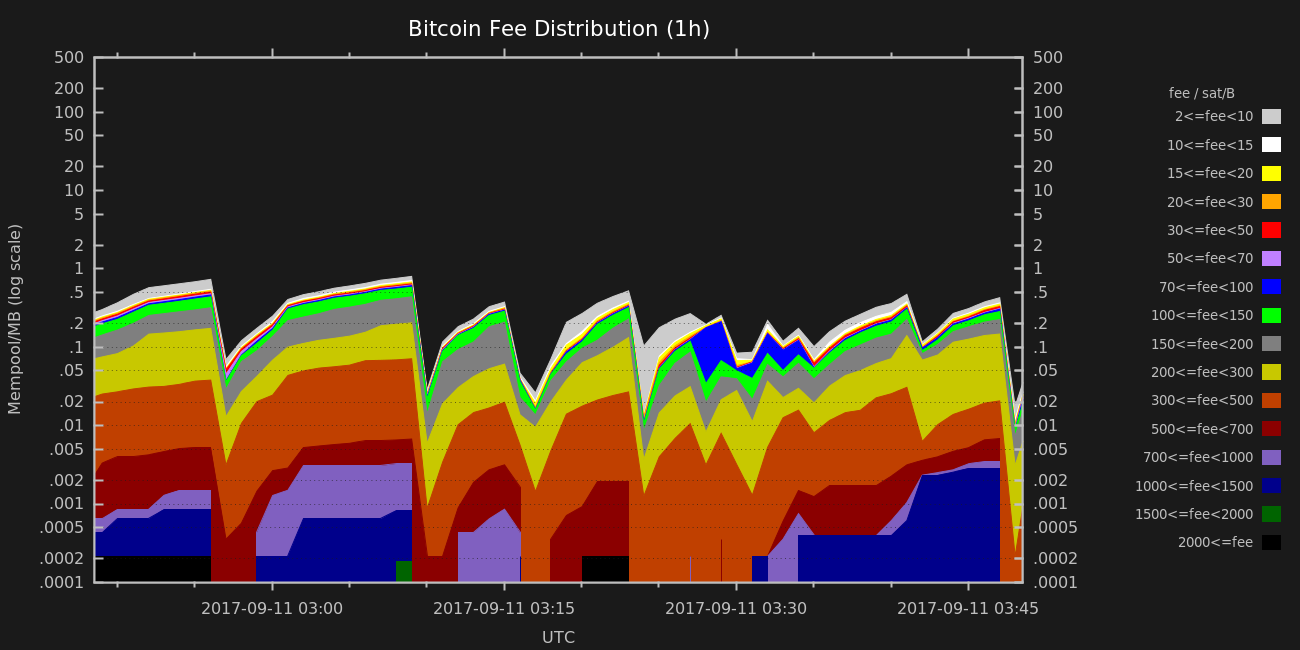 Bitcoin Fee Distribution (1h)
Mempool/MB (log scale)
500
200
100
50
20
10
5
2
1
.5
.2
.1
.05
.02
.01
.005
.002
.001
.0005
.0002
.0001
500
200
100
50
20
10
5
2
1
.5
.2
.1
.05
.02
.01
.005
.002
.001
.0005
.0002
.0001
2017-09-11 03:00
2017-09-11 03:15
2017-09-11 03:30
2017-09-11 03:45
UTC
fee / sat/B
2<=fee<10
10<=fee<15
15<=fee<20
20<=fee<30
30<=fee<50
50<=fee<70
70<=fee<100
100<=fee<150
150<=fee<200
200<=fee<300
300<=fee<500
500<=fee<700
700<=fee<1000
1000<=fee<1500
1500<=fee<2000
2000<=fee